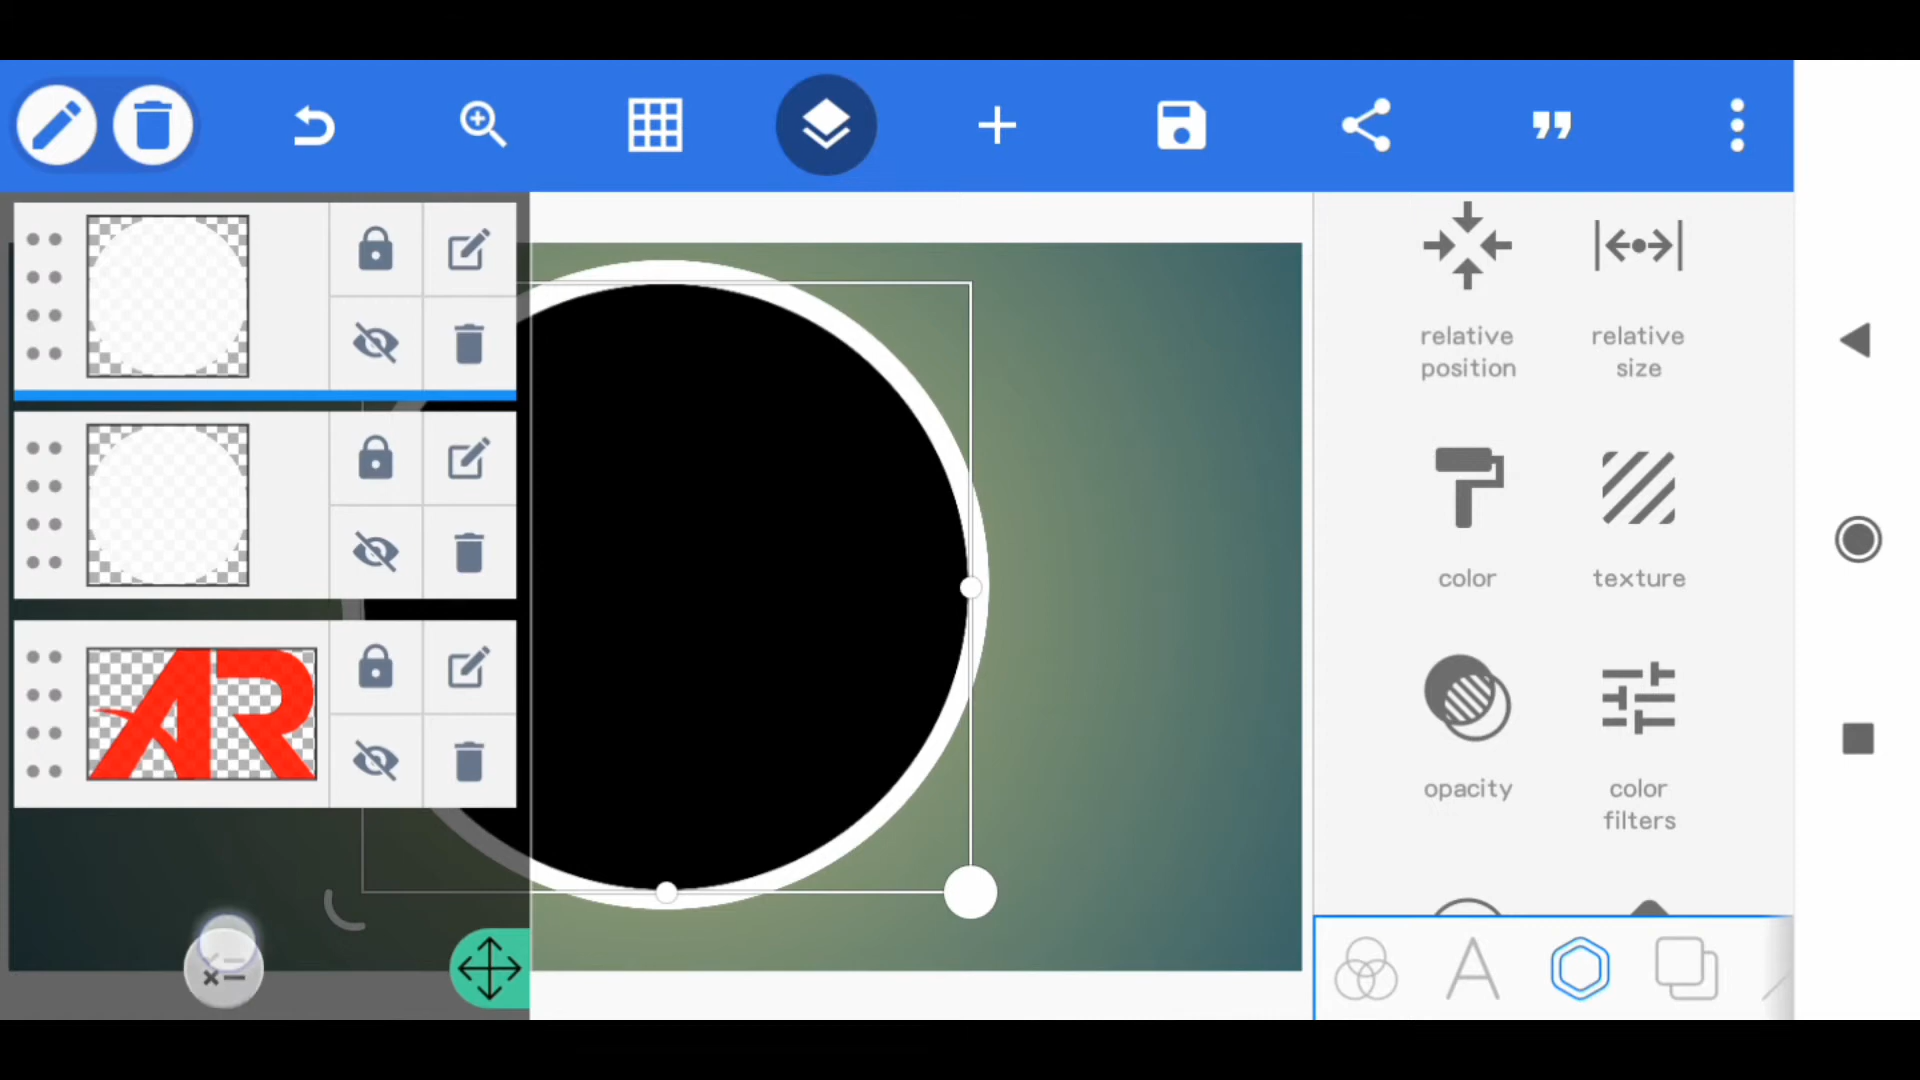 AR
relative
position
relative
size
color
texture
opacity
color
filters